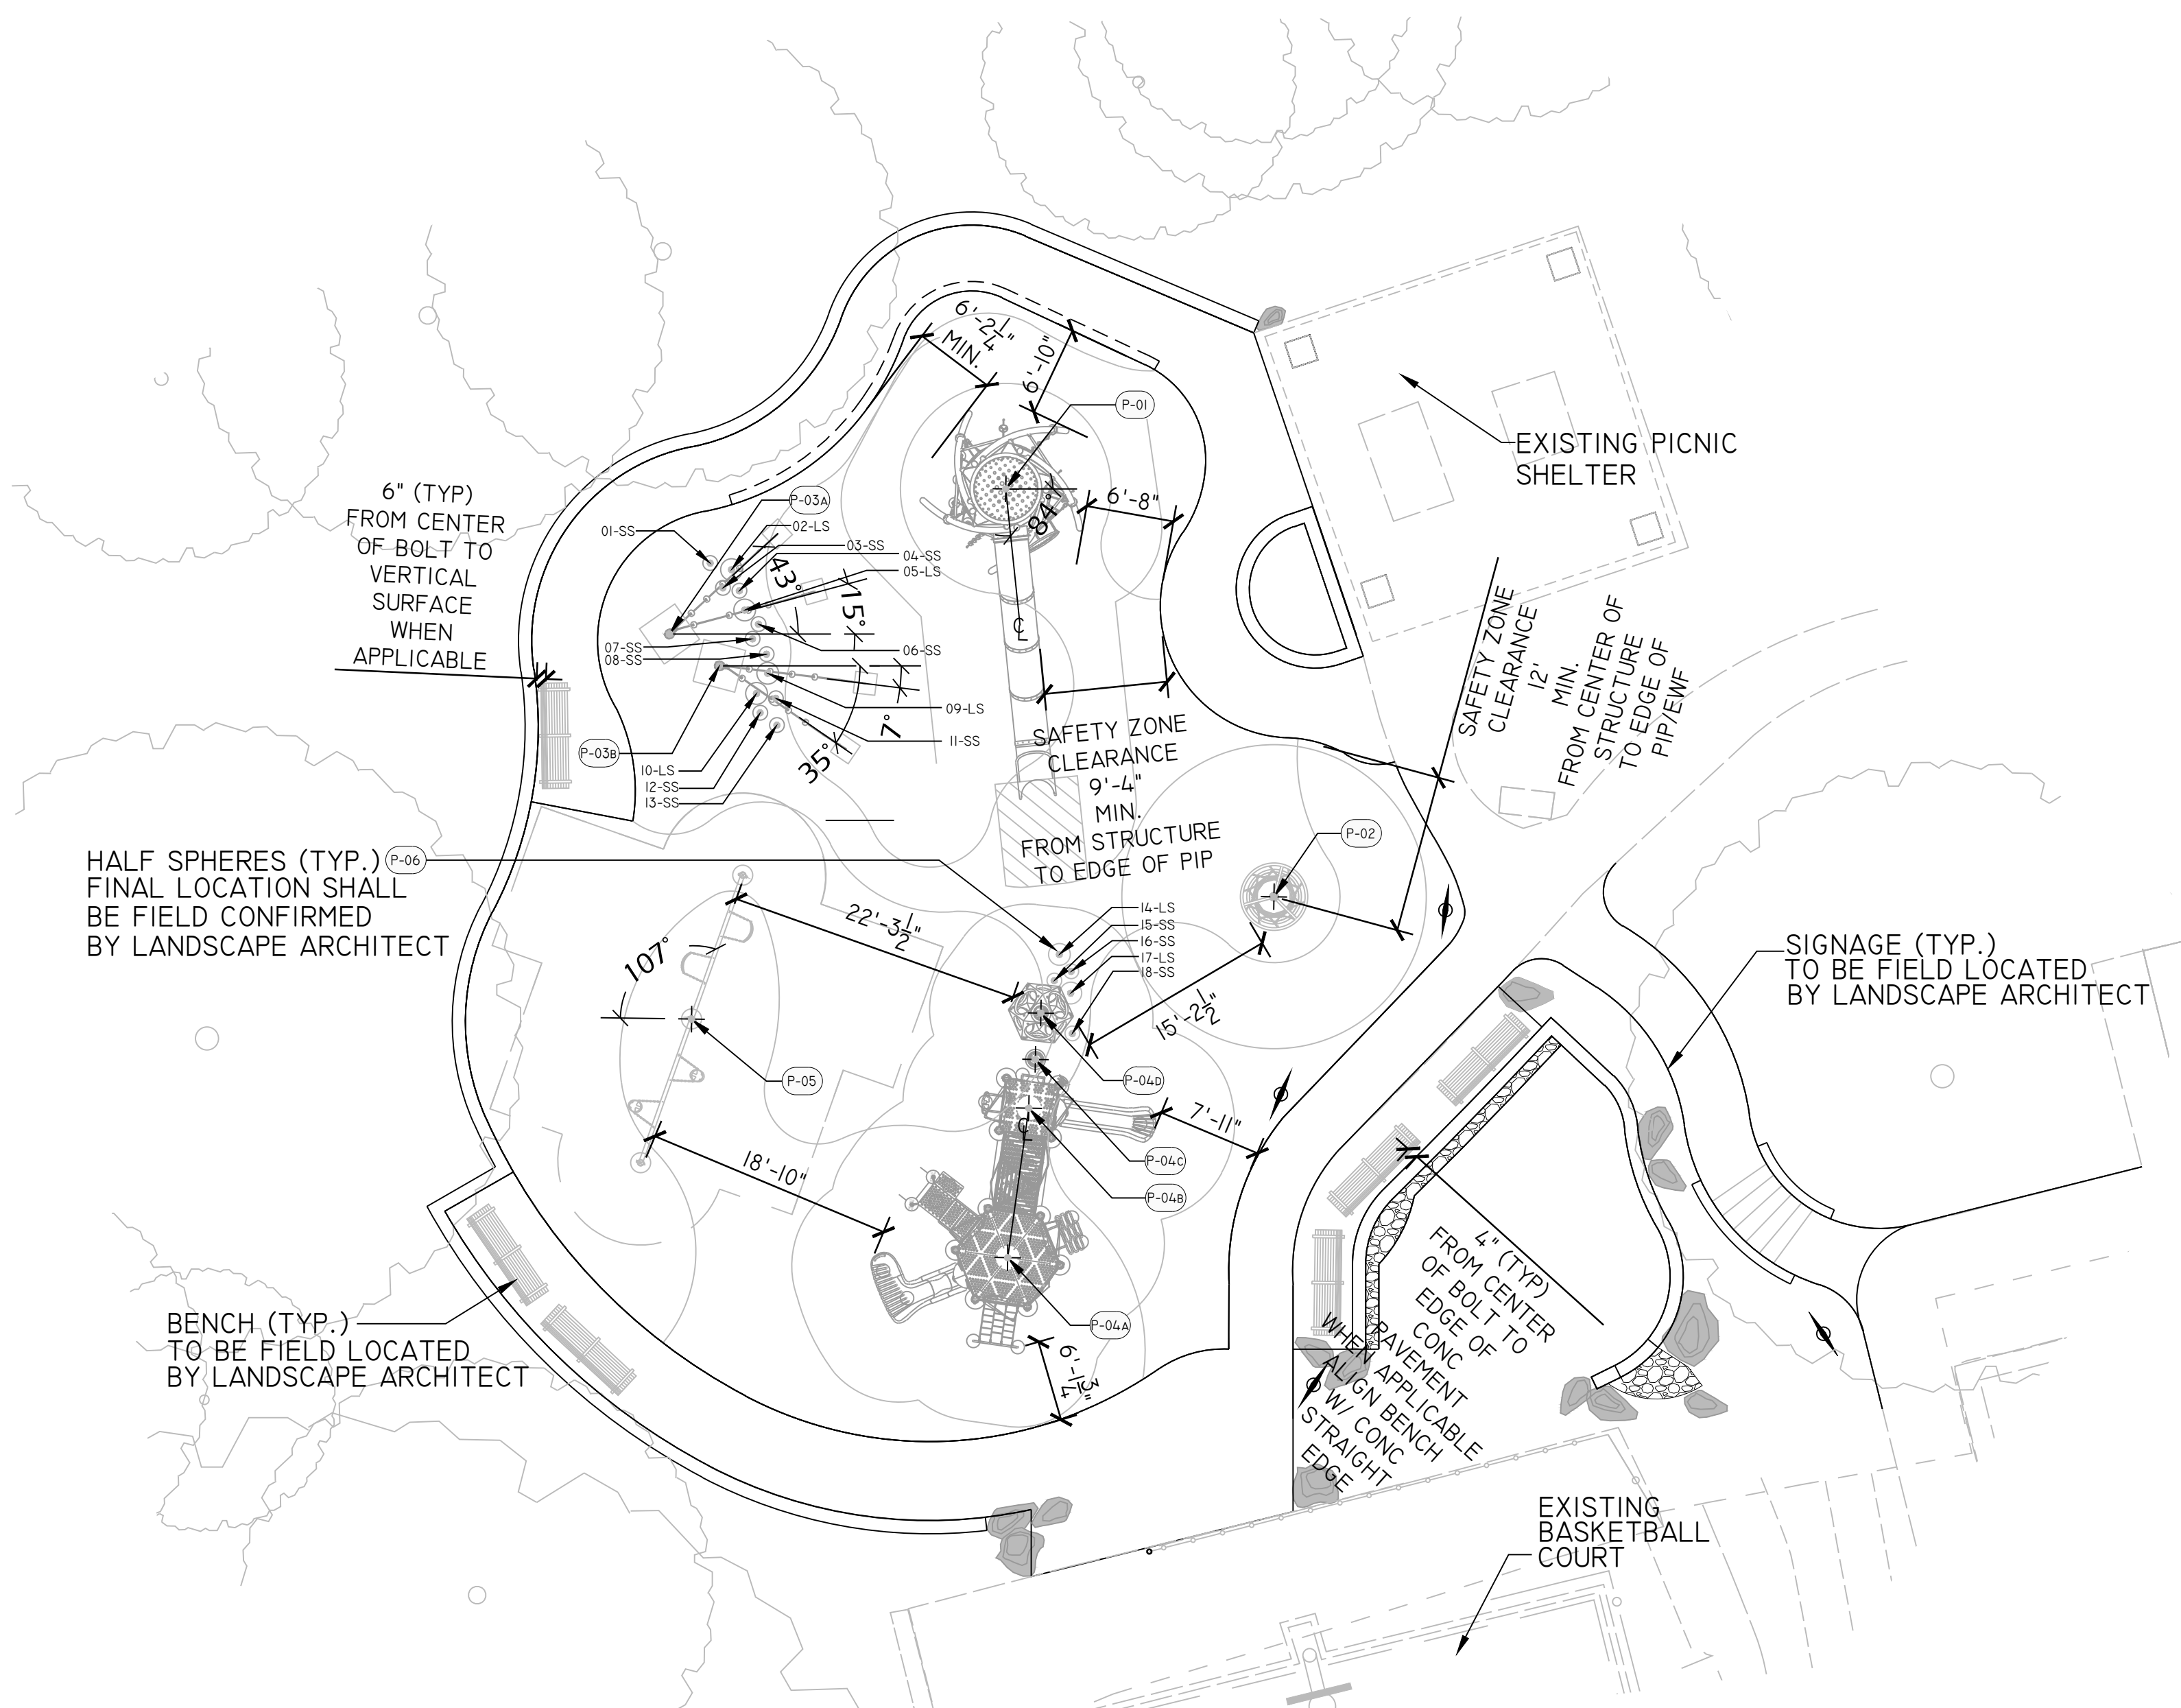 6'-2 1/4"
MIN.
6'-10"
P-01
EXISTING PICNIC
SHELTER
6" (TYP)
FROM CENTER
OF BOLT TO
VERTICAL
SURFACE
WHEN
APPLICABLE
P-03A
01-SS
02-LS
03-SS
04-SS
05-LS
43°
15°
84°
6'-8"
07-SS
08-SS
06-SS
09-LS
11-SS
7°
35°
P-03B
10-LS
12-SS
13-SS
SAFETY ZONE
CLEARANCE
9'-4"
MIN.
FROM STRUCTURE
TO EDGE OF PIP
SAFETY ZONE
CLEARANCE
12'
MIN.
FROM CENTER OF
STRUCTURE
TO EDGE OF
PIP/EWF
P-02
HALF SPHERES (TYP.) P-06
FINAL LOCATION SHALL
BE FIELD CONFIRMED
BY LANDSCAPE ARCHITECT
22'-3 1/2"
107°
14-LS
15-SS
16-SS
17-LS
18-SS
15'-2 1/2"
SIGNAGE (TYP.)
TO BE FIELD LOCATED
BY LANDSCAPE ARCHITECT
P-05
P-04D
7'-11"
P-04C
P-04B
℄
℄
18'-10"
P-04A
6'-1 3/4"
BENCH (TYP.)
TO BE FIELD LOCATED
BY LANDSCAPE ARCHITECT
4" (TYP)
FROM CENTER
OF BOLT TO
EDGE OF
CONC
PAVEMENT
WHEN APPLICABLE
ALIGN BENCH
W/ CONC
STRAIGHT
EDGE
EXISTING
BASKETBALL
COURT